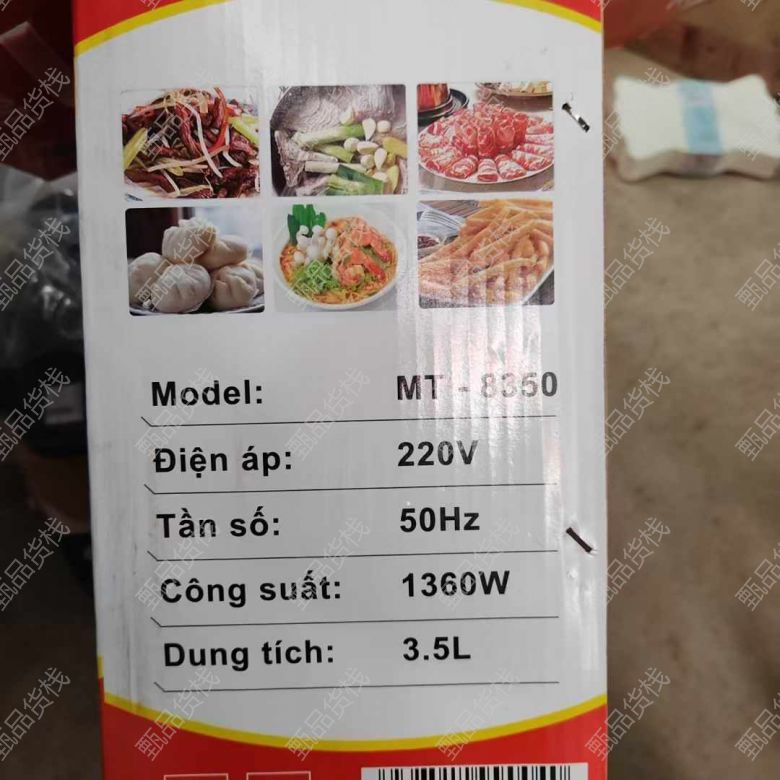 Model: MT - 8350
Điện áp: 220V
Tần số: 50Hz
Công suất: 1360W
Dung tích: 3.5L
甄品货栈